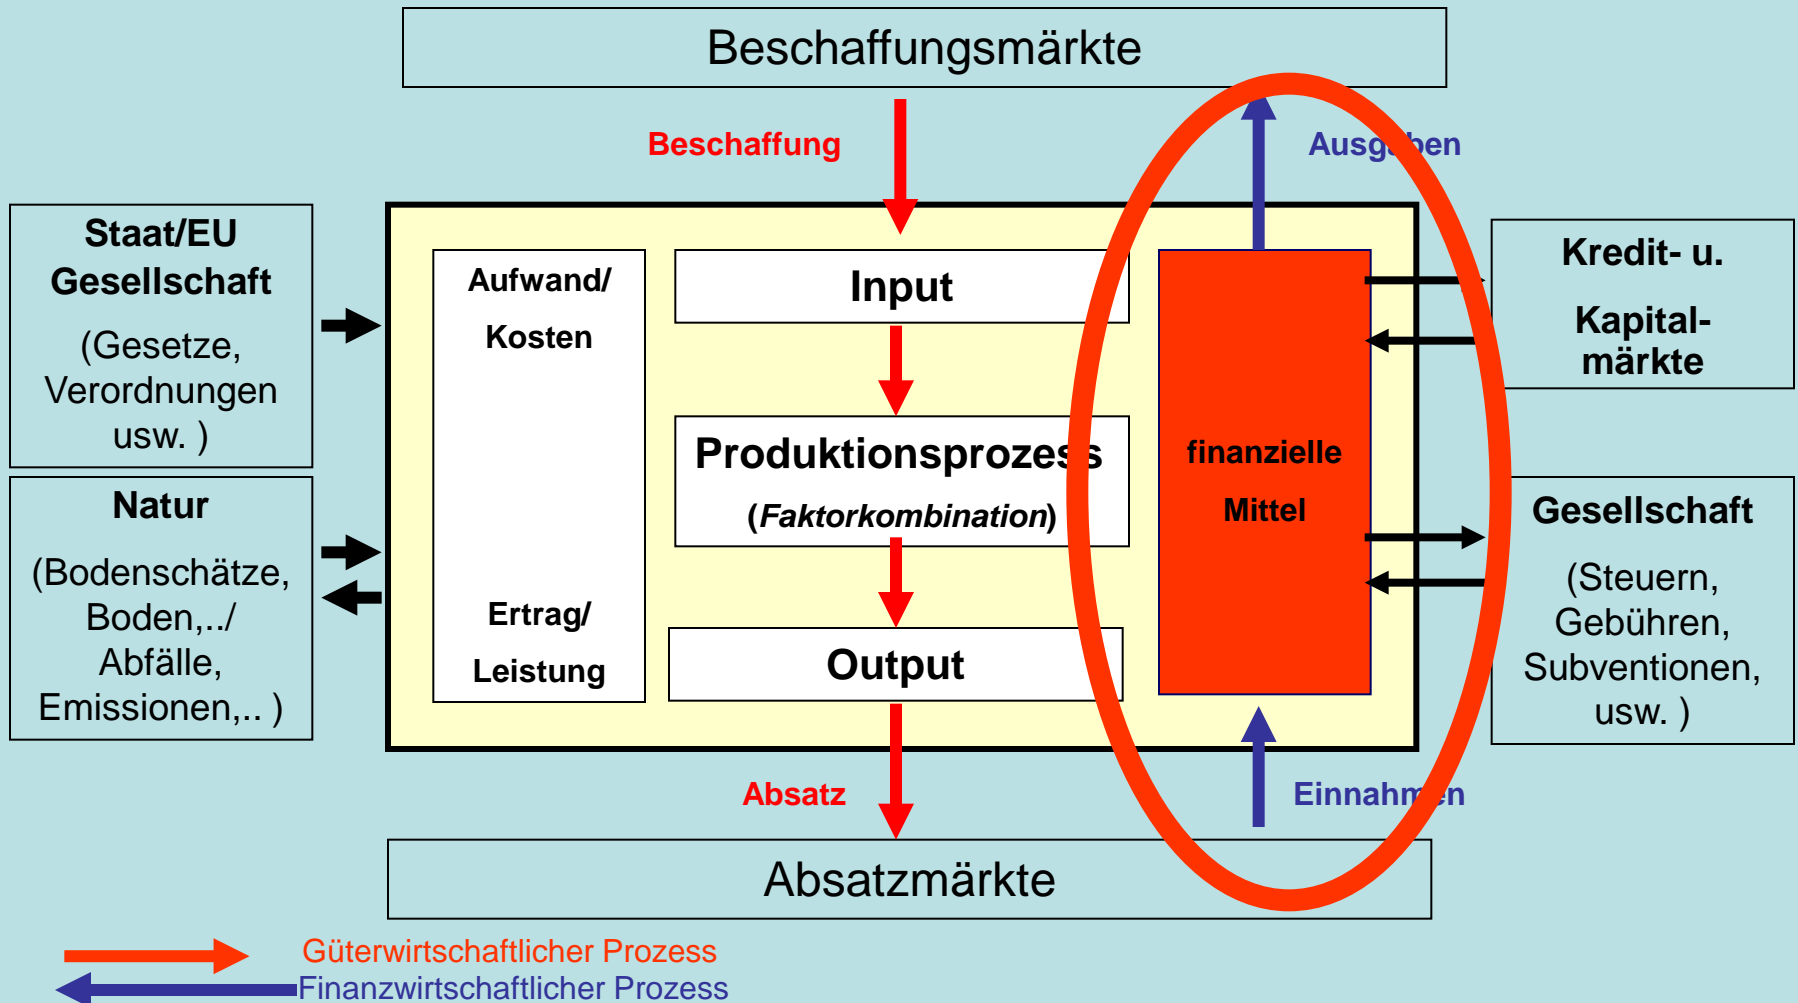 Beschaffungsmärkte
Beschaffung
Ausgaben
Staat/EU
Gesellschaft
(Gesetze,
Verordnungen
usw. )
Natur
(Bodenschätze,
Boden,../
Abfälle,
Emissionen,.. )
Aufwand/
Kosten
Ertrag/
Leistung
Input
Produktionsprozess
(Faktorkombination)
Output
finanzielle
Mittel
Kredit- u.
Kapital-
märkte
Gesellschaft
(Steuern,
Gebühren,
Subventionen,
usw. )
Absatz
Einnahmen
Absatzmärkte
Güterwirtschaftlicher Prozess
Finanzwirtschaftlicher Prozess